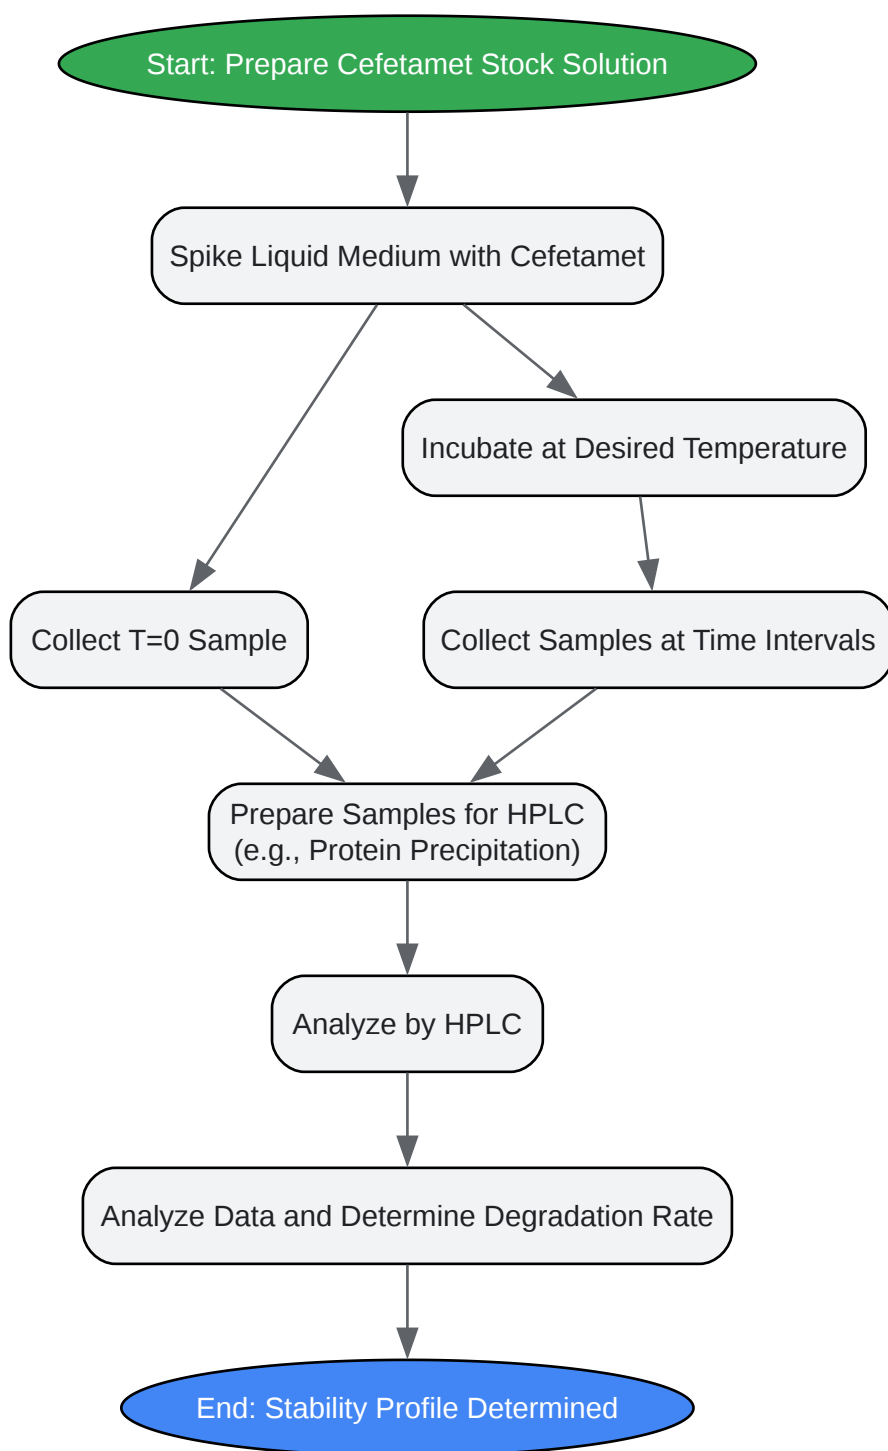 Start: Prepare Cefetamet Stock Solution
Spike Liquid Medium with Cefetamet
Incubate at Desired Temperature
Collect T=0 Sample
Collect Samples at Time Intervals
Prepare Samples for HPLC
(e.g., Protein Precipitation)
Analyze by HPLC
Analyze Data and Determine Degradation Rate
End: Stability Profile Determined